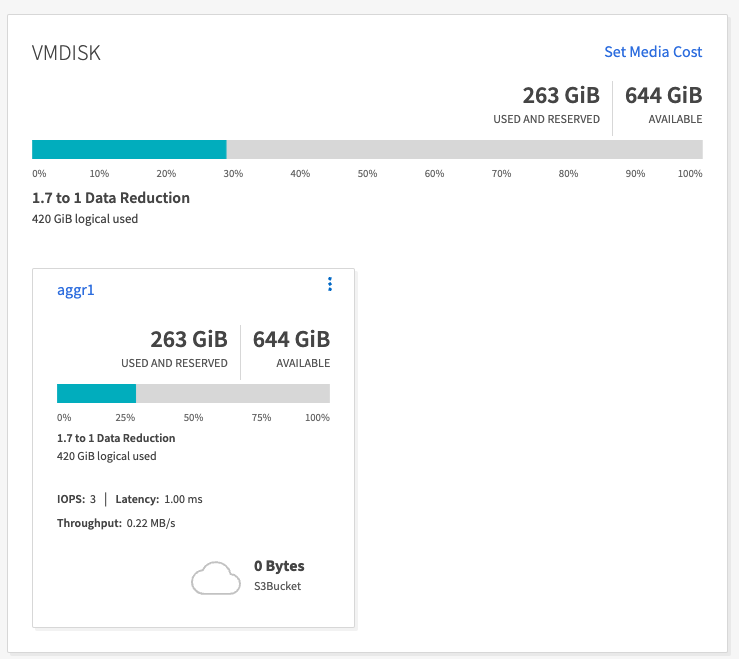 VMDISK
Set Media Cost
263 GiB
644 GiB
USED AND RESERVED
AVAILABLE
0% 10% 20% 30% 40% 50% 60% 70% 80% 90% 100%
1.7 to 1 Data Reduction
420 GiB logical used
aggr1
263 GiB
644 GiB
USED AND RESERVED
AVAILABLE
0% 25% 50% 75% 100%
1.7 to 1 Data Reduction
420 GiB logical used
IOPS: 3 | Latency: 1.00 ms
Throughput: 0.22 MB/s
0 Bytes
S3Bucket